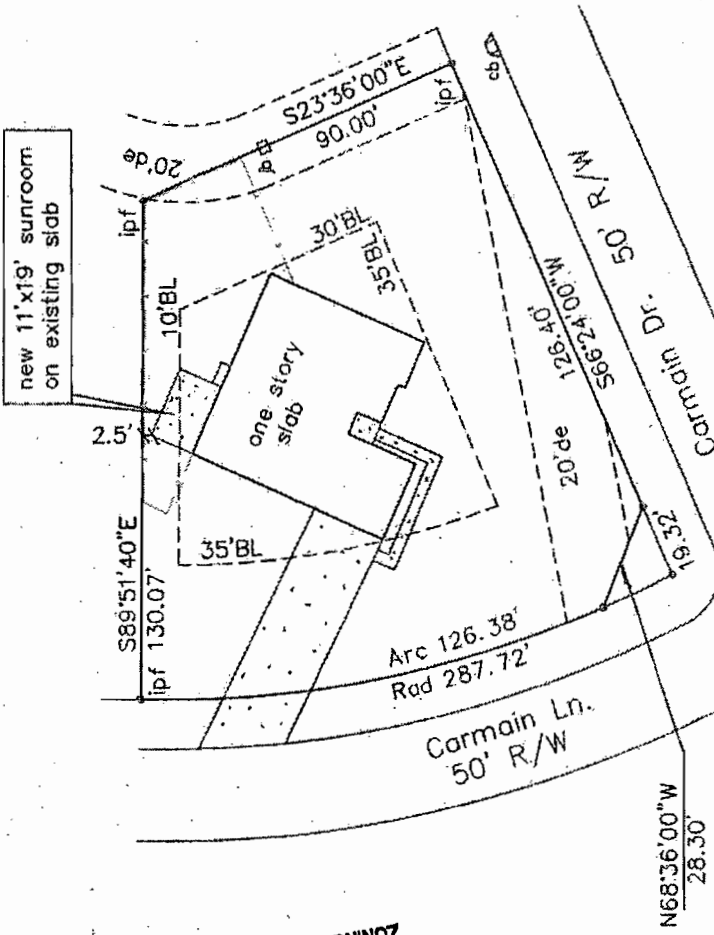 new 11'x19' sunroom
on existing slab
20'de
S23°36'00"E
90.00'
ipf
ipf
cb
jb
30'BL
35'BL
10'BL
2.5'
one story
slab
S89°51'40"E
130.07'
ipf
35'BL
126.40'
S66°24'00"W
20'de
Carmain Dr. 50' R/W
19.32'
Arc 126.38'
Rad 287.72'
Carmain Ln.
50' R/W
N68°36'00"W
28.30'